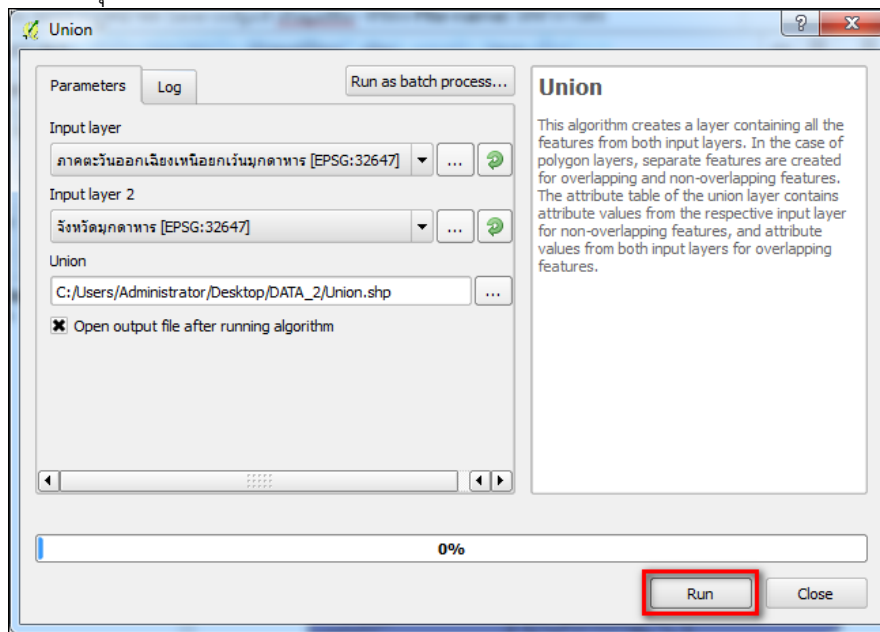 Union
Parameters
Log
Run as batch process...
Input layer
ภาคตะวันออกเฉียงเหนือยกเว้นมุกดาหาร [EPSG:32647]
...
Input layer 2
จังหวัดมุกดาหาร [EPSG:32647]
...
Union
C:/Users/Administrator/Desktop/DATA_2/Union.shp
...
Open output file after running algorithm
Union
This algorithm creates a layer containing all the
features from both input layers. In the case of
polygon layers, separate features are created
for overlapping and non-overlapping features.
The attribute table of the union layer contains
attribute values from the respective input layer
for non-overlapping features, and attribute
values from both input layers for overlapping
features.
0%
Run
Close